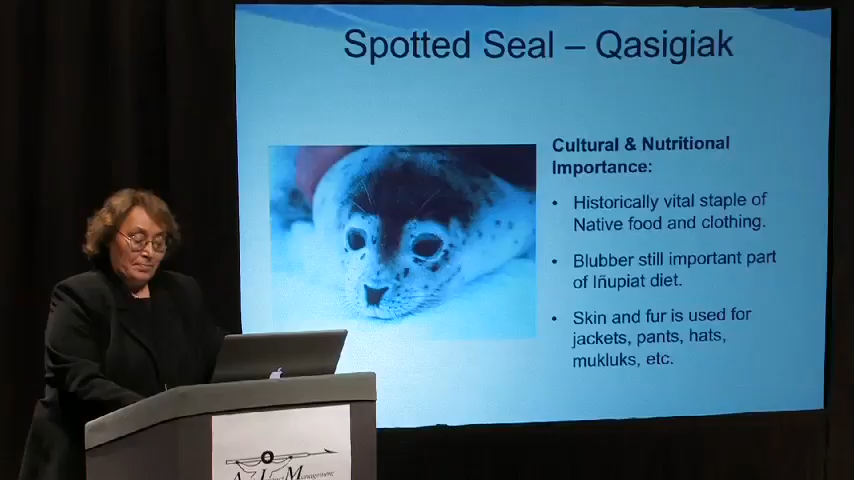 Spotted Seal – Qasigiak
Cultural & Nutritional
Importance:
• Historically vital staple of
Native food and clothing.
• Blubber still important part
of Iñupiat diet.
• Skin and fur is used for
jackets, pants, hats,
mukluks, etc.